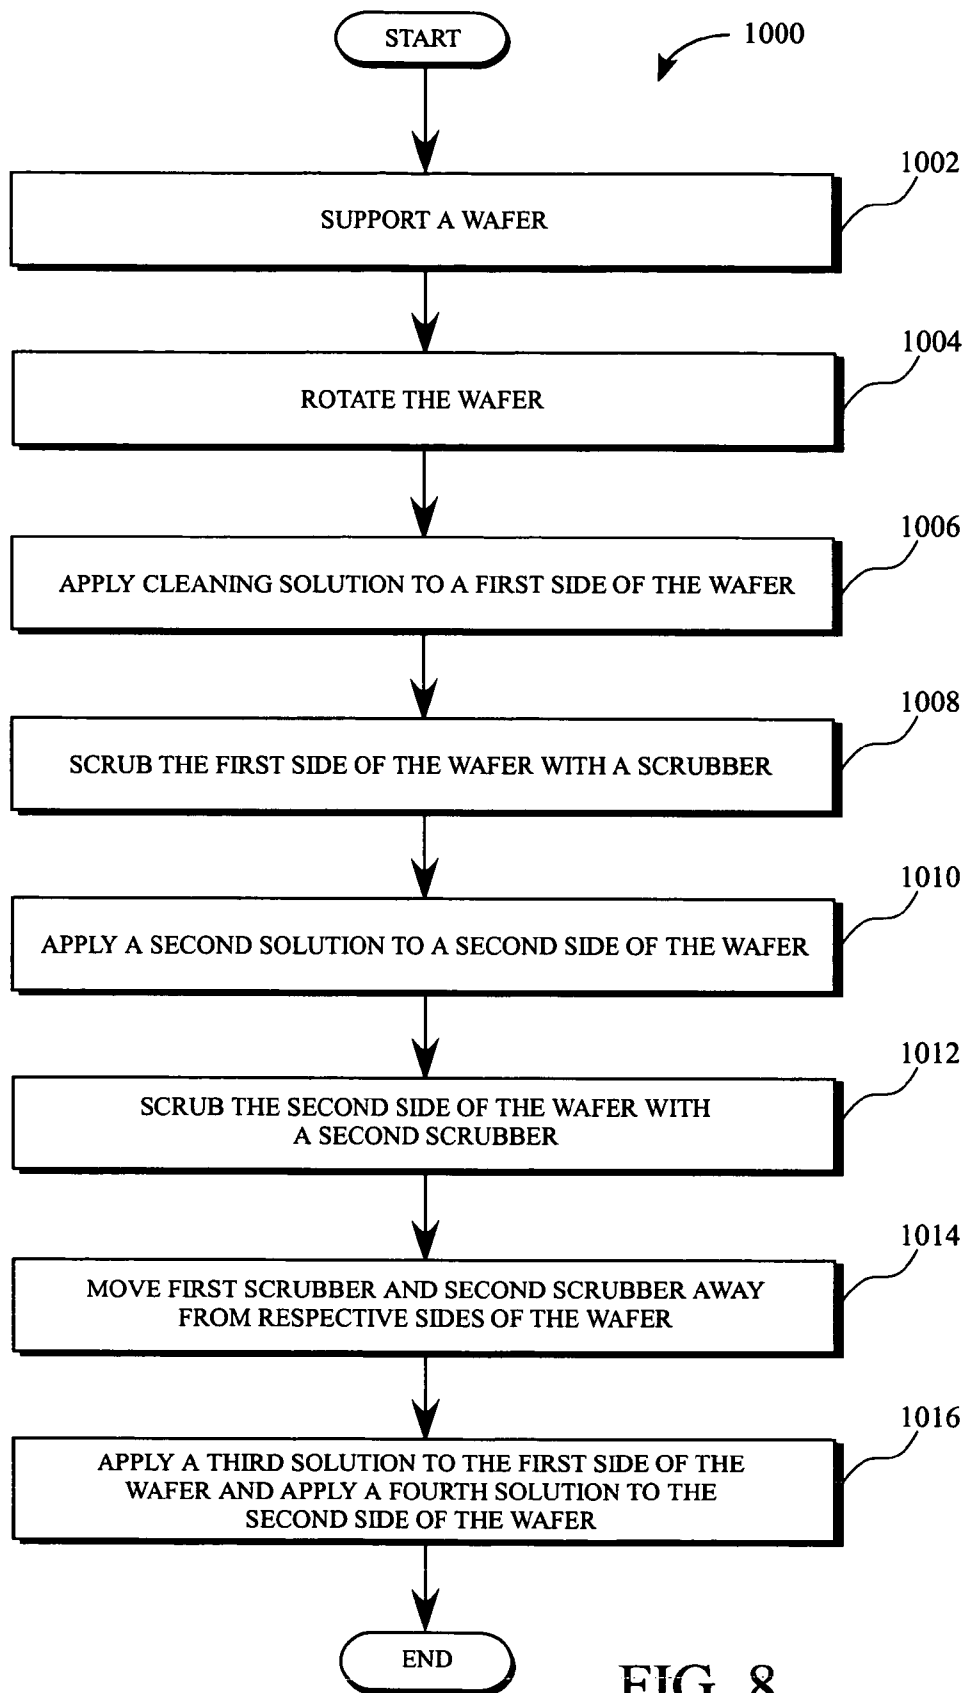 START
1000
1002
SUPPORT A WAFER
1004
ROTATE THE WAFER
1006
APPLY CLEANING SOLUTION TO A FIRST SIDE OF THE WAFER
1008
SCRUB THE FIRST SIDE OF THE WAFER WITH A SCRUBBER
1010
APPLY A SECOND SOLUTION TO A SECOND SIDE OF THE WAFER
1012
SCRUB THE SECOND SIDE OF THE WAFER WITH
A SECOND SCRUBBER
1014
MOVE FIRST SCRUBBER AND SECOND SCRUBBER AWAY
FROM RESPECTIVE SIDES OF THE WAFER
1016
APPLY A THIRD SOLUTION TO THE FIRST SIDE OF THE
WAFER AND APPLY A FOURTH SOLUTION TO THE
SECOND SIDE OF THE WAFER
END
FIG. 8